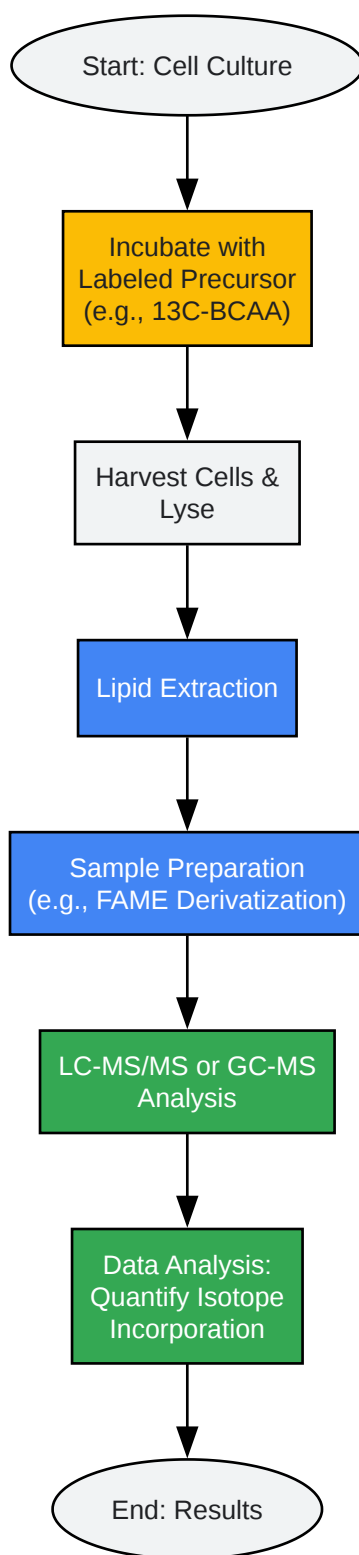 Start: Cell Culture
Incubate with
Labeled Precursor
(e.g., 13C-BCAA)
Harvest Cells &
Lyse
Lipid Extraction
Sample Preparation
(e.g., FAME Derivatization)
LC-MS/MS or GC-MS
Analysis
Data Analysis:
Quantify Isotope
Incorporation
End: Results